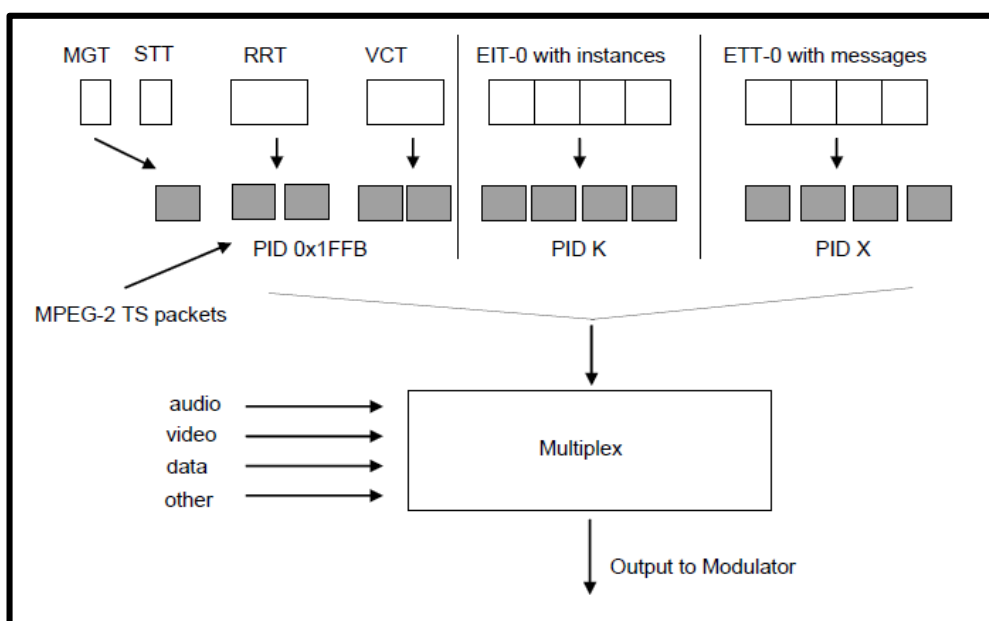 MGT STT RRT VCT EIT-0 with instances ETT-0 with messages
PID 0x1FFB PID K PID X
MPEG-2 TS packets
audio
video
data
other
Multiplex
Output to Modulator